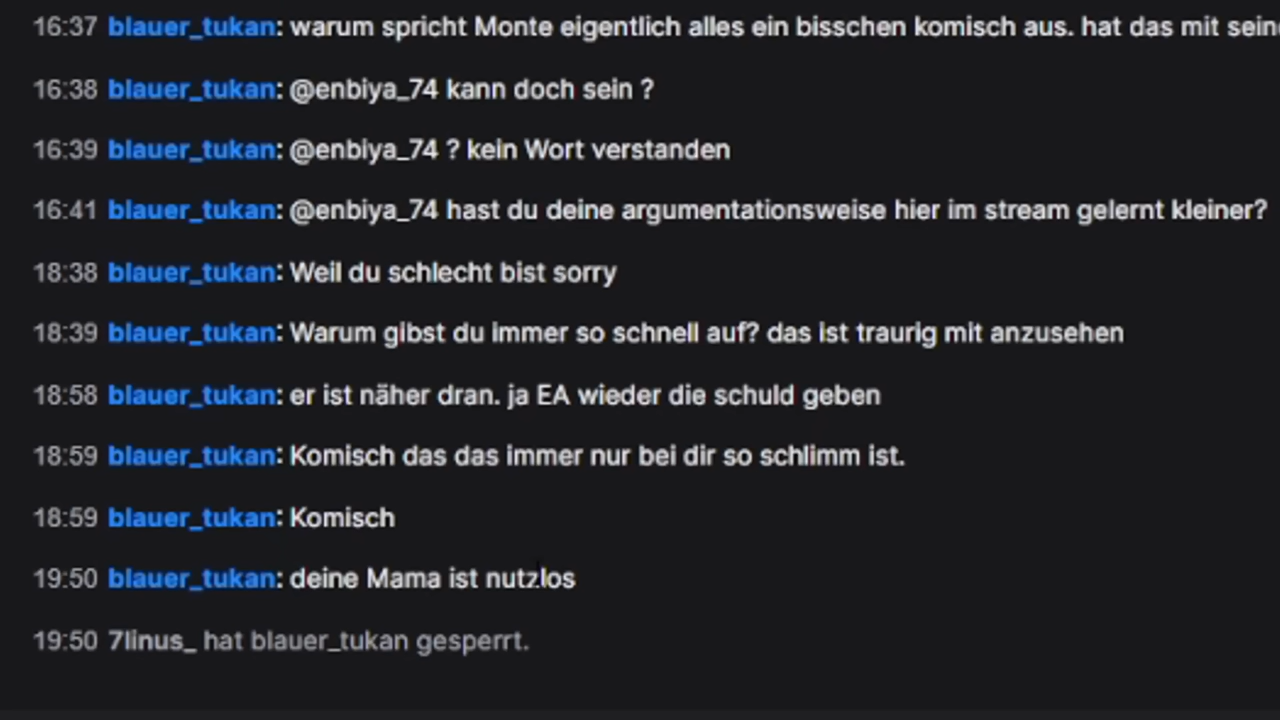 16:37 blauer_tukan: warum spricht Monte eigentlich alles ein bisschen komisch aus. hat das mit
16:38 blauer_tukan: @enbiya_74 kann doch sein ?
16:39 blauer_tukan: @enbiya_74 ? kein Wort verstanden
16:41 blauer_tukan: @enbiya_74 hast du deine argumentationsweise hier im stream gelernt kleiner?
18:38 blauer_tukan: Weil du schlecht bist sorry
18:39 blauer_tukan: Warum gibst du immer so schnell auf? das ist traurig mit anzusehen
18:58 blauer_tukan: er ist näher dran. ja EA wieder die schuld geben
18:59 blauer_tukan: Komisch das das immer nur bei dir so schlimm ist.
18:59 blauer_tukan: Komisch
19:50 blauer_tukan: deine Mama ist nutzlos
19:50 7linus_ hat blauer_tukan gesperrt.